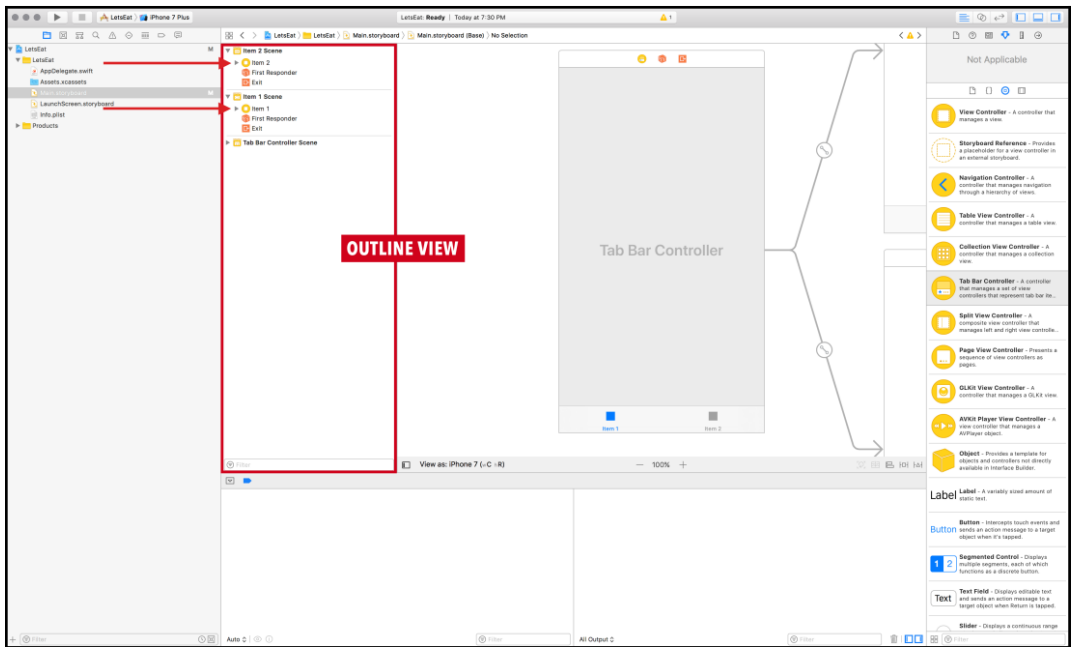 LetsEat
iPhone 7 Plus
LetsEat: Ready | Today at 7:30 PM
1
LetsEat
M
LetsEat
AppDelegate.swift
Assets.xcassets
Main.storyboard
M
LaunchScreen.storyboard
Info.plist
Products
Filter
LetsEat
LetsEat
Main.storyboard
Main.storyboard (Base)
No Selection
Item 2 Scene
Item 2
First Responder
Exit
Item 1 Scene
Item 1
First Responder
Exit
Tab Bar Controller Scene
OUTLINE VIEW
Filter
Tab Bar Controller
Item 1
Item 2
View as: iPhone 7 (wC hR)
— 100% +
Auto
Filter
All Output
Filter
Not Applicable
View Controller - A controller that
manages a view.
Storyboard Reference - Provides
a placeholder for a view controller in
an external storyboard.
Navigation Controller - A
controller that manages navigation
through a hierarchy of views.
Table View Controller - A
controller that manages a table view.
Collection View Controller - A
controller that manages a collection
view.
Tab Bar Controller - A controller
that manages a set of view
controllers that represent tab bar ite...
Split View Controller - A
composite view controller that
manages left and right view controlle...
Page View Controller - Presents a
sequence of view controllers as
pages.
GLKit View Controller - A
controller that manages a GLKit view.
AVKit Player View Controller - A
view controller that manages a
AVPlayer object.
Object - Provides a template for
objects and controllers not directly
available in Interface Builder.
Label
Label - A variably sized amount of
static text.
Button
Button - Intercepts touch events and
sends an action message to a target
object when it's tapped.
1 2
Segmented Control - Displays
multiple segments, each of which
functions as a discrete button.
Text
Text Field - Displays editable text
and sends an action message to a
target object when Return is tapped.
Slider - Displays a continuous range
Filter